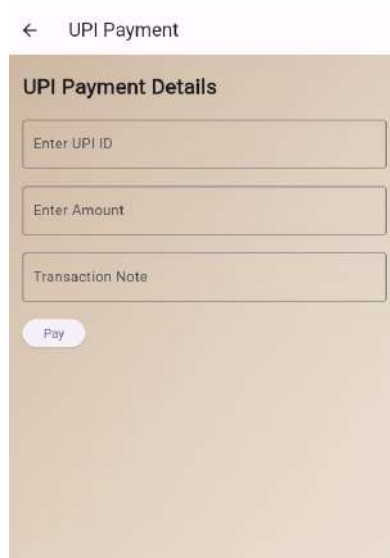 UPI Payment
UPI Payment Details
Enter UPI ID
Enter Amount
Transaction Note
Pay